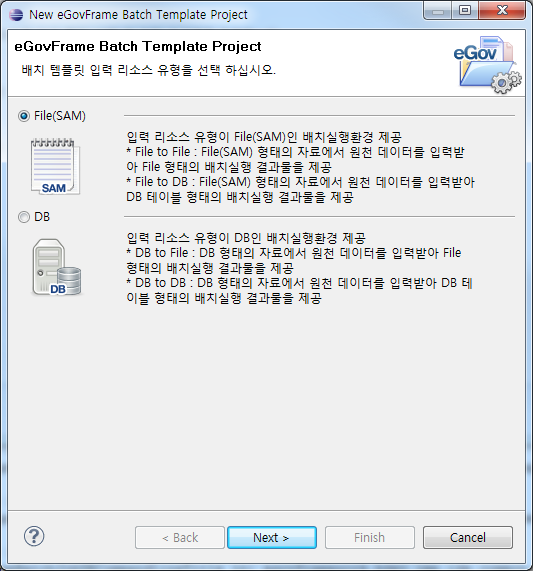 New eGovFrame Batch Template Project
eGovFrame Batch Template Project
배치 템플릿 입력 리소스 유형을 선택 하십시오.
eGov
File(SAM)
입력 리소스 유형이 File(SAM)인 배치실행환경 제공
* File to File : File(SAM) 형태의 자료에서 원천 데이터를 입력받
아 File 형태의 배치실행 결과물을 제공
* File to DB : File(SAM) 형태의 자료에서 원천 데이터를 입력받아
DB 테이블 형태의 배치실행 결과물을 제공
SAM
DB
입력 리소스 유형이 DB인 배치실행환경 제공
* DB to File : DB 형태의 자료에서 원천 데이터를 입력받아 File
형태의 배치실행 결과물을 제공
* DB to DB : DB 형태의 자료에서 원천 데이터를 입력받아 DB 테
이블 형태의 배치실행 결과물을 제공
DB
?
< Back
Next >
Finish
Cancel